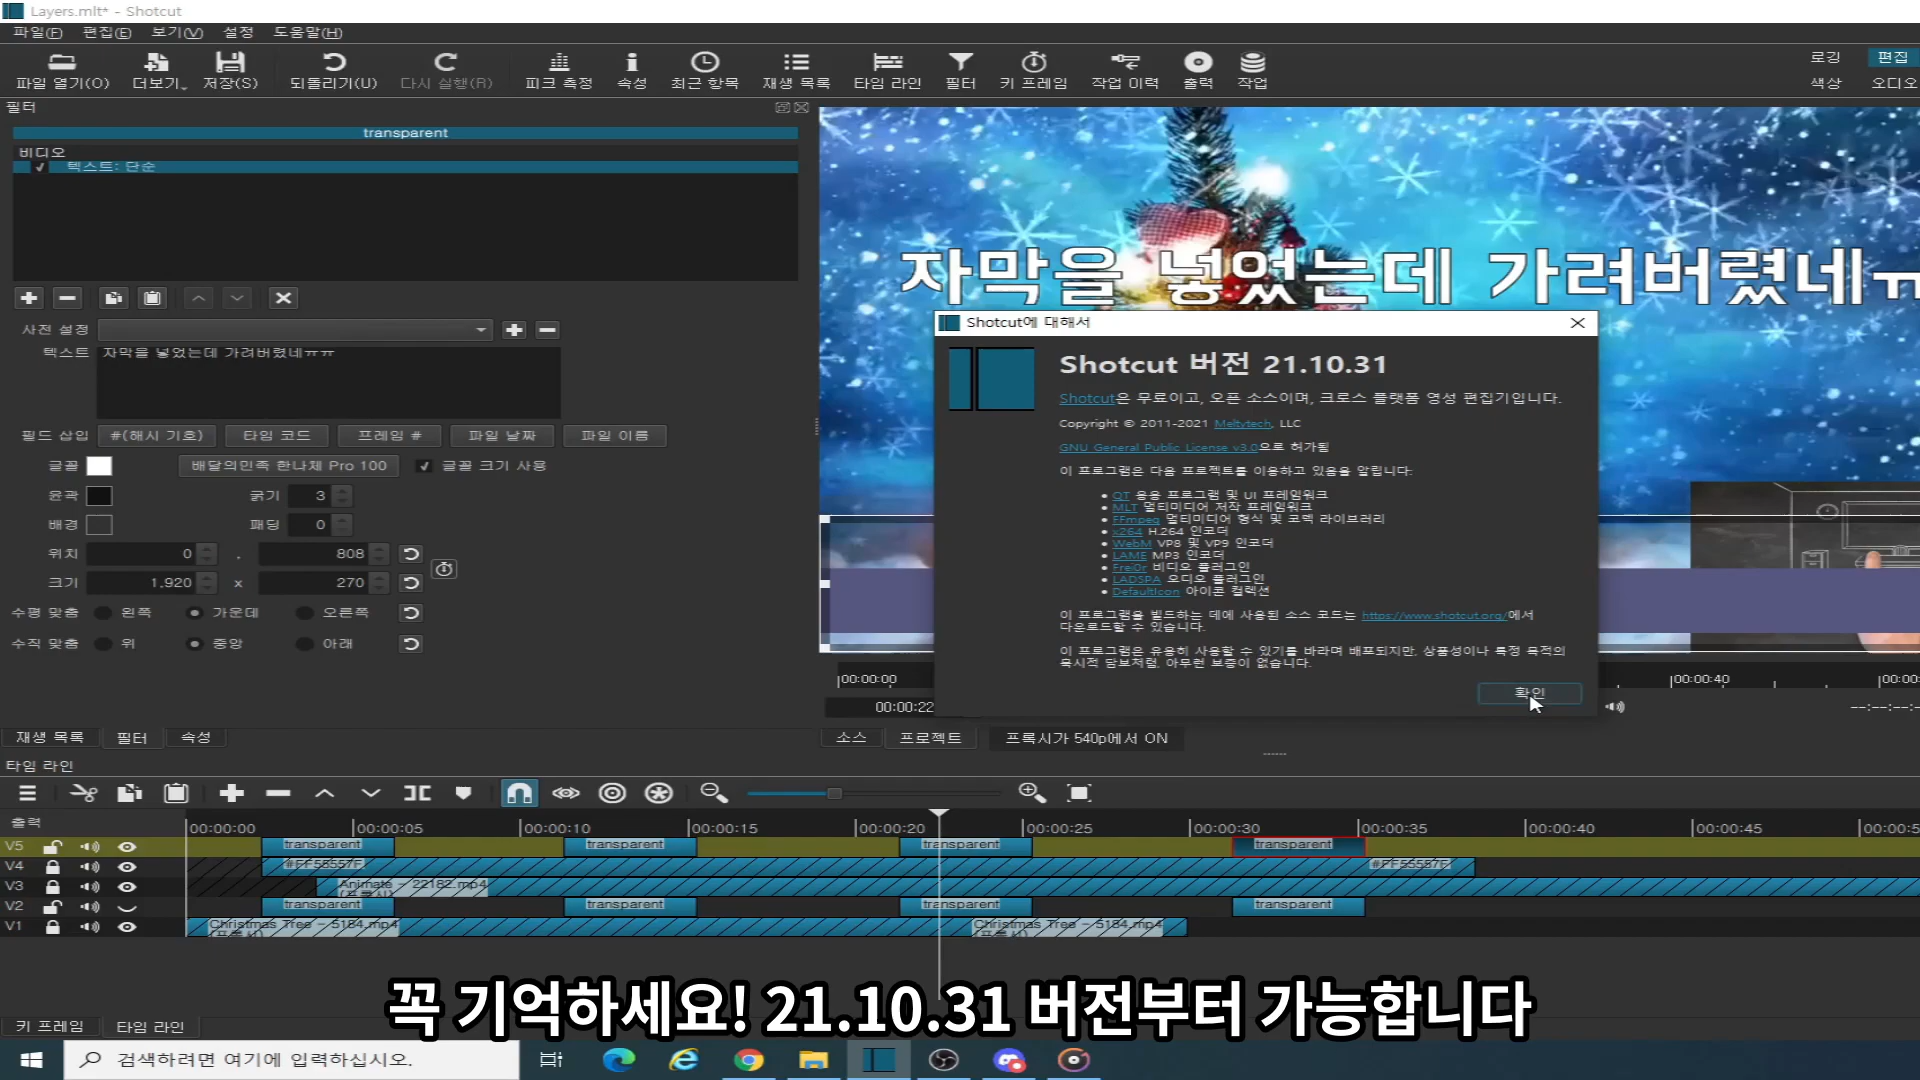 Layers.mlt* - Shotcut
파일(F) 편집(E) 보기(V) 설정 도움말(H)
파일 열기(O) 더보기 저장(S) 되돌리기(U) 다시 실행(R) 피크 측정 속성 최근 항목 재생 목록 타임 라인 필터 키 프레임 작업 이력 출력 작업
로깅 편집
색상 오디오
필터
transparent
비디오
텍스트: 단순
사전 설정
텍스트 자막을 넣었는데 가려버렸네ㅠㅠ
필드 삽입 #(해시 기호) 타임 코드 프레임 # 파일 날짜 파일 이름
글꼴 배달의민족 한나체 Pro 100 글꼴 크기 사용
윤곽 굵기 3
배경 패딩 0
위치 0 , 808
크기 1,920 x 270
수평 맞춤 왼쪽 가운데 오른쪽
수직 맞춤 위 중앙 아래
재생 목록 필터 속성
자막을 넣었는데 가려버렸네ㅠ
Shotcut에 대해서
Shotcut 버전 21.10.31
Shotcut은 무료이고, 오픈 소스이며, 크로스 플랫폼 영성 편집기입니다.
Copyright © 2011-2021 Meltytech, LLC
GNU General Public License v3.0으로 허가됨
이 프로그램은 다음 프로젝트를 이용하고 있음을 알립니다:
QT 응용 프로그램 및 UI 프레임워크
MLT 멀티미디어 저작 프레임워크
FFmpeg 멀티미디어 형식 및 코덱 라이브러리
x264 H.264 인코더
WebM VP8 및 VP9 인코더
LAME MP3 인코더
Frei0r 비디오 플러그인
LADSPA 오디오 플러그인
DefaultIcon 아이콘 컬렉션
이 프로그램을 빌드하는 데에 사용된 소스 코드는 https://www.shotcut.org/에서
다운로드할 수 있습니다.
이 프로그램은 유용히 사용할 수 있기를 바라며 배포되지만, 상품성이나 특정 목적의
묵시적 담보처럼, 아무런 보증이 없습니다.
확인
00:00:00 00:00:40 00:00:
00:00:22 --:--:--:
소스 프로젝트 프록시가 540p에서 ON
타임 라인
출력
00:00:00 00:00:05 00:00:10 00:00:15 00:00:20 00:00:25 00:00:30 00:00:35 00:00:40 00:00:45 00:00:5
V5 transparent transparent transparent transparent
V4 #FF55557F #FF55557F
V3 Animate - 22182.mp4
(프록시)
V2 transparent transparent transparent transparent
V1 Christmas Tree - 5184.mp4 Christmas Tree - 5184.mp4
(프록시) (프록시)
꼭 기억하세요! 21.10.31 버전부터 가능합니다
키 프레임 타임 라인
검색하려면 여기에 입력하십시오.